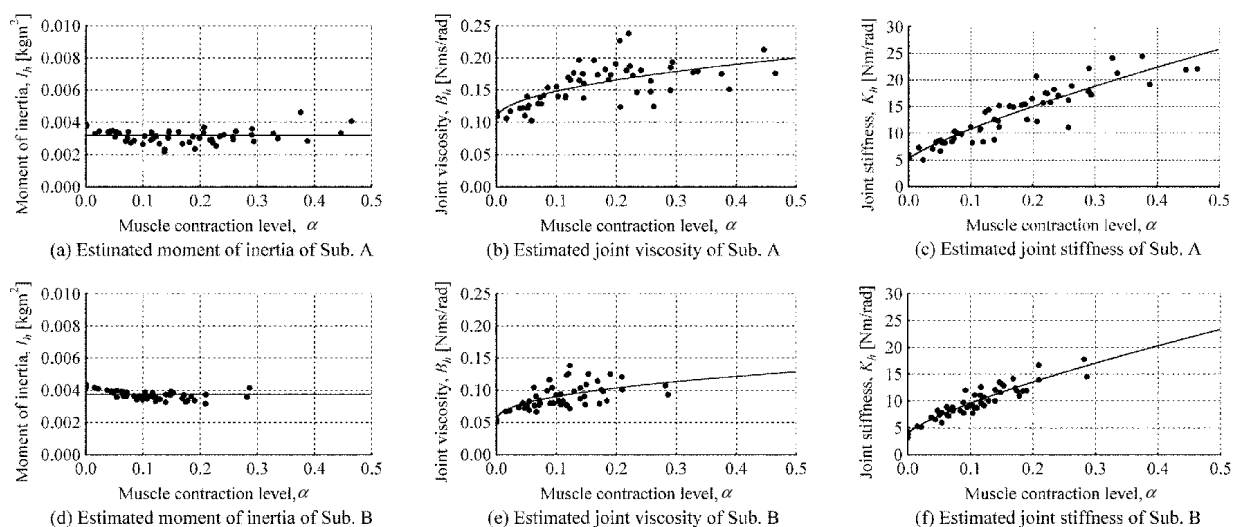 Moment of inertia, I_h [kgm²]
0.010
0.008
0.006
0.004
0.002
0.000
0.0 0.1 0.2 0.3 0.4 0.5
Muscle contraction level, α
(a) Estimated moment of inertia of Sub. A
Joint viscosity, B_h [Nms/rad]
0.25
0.20
0.15
0.10
0.05
0.00
0.0 0.1 0.2 0.3 0.4 0.5
Muscle contraction level, α
(b) Estimated joint viscosity of Sub. A
Joint stiffness, K_h [Nm/rad]
30
25
20
15
10
5
0
0.0 0.1 0.2 0.3 0.4 0.5
Muscle contraction level, α
(c) Estimated joint stiffness of Sub. A
Moment of inertia, I_h [kgm²]
0.010
0.008
0.006
0.004
0.002
0.000
0.0 0.1 0.2 0.3 0.4 0.5
Muscle contraction level, α
(d) Estimated moment of inertia of Sub. B
Joint viscosity, B_h [Nms/rad]
0.25
0.20
0.15
0.10
0.05
0.00
0.0 0.1 0.2 0.3 0.4 0.5
Muscle contraction level, α
(e) Estimated joint viscosity of Sub. B
Joint stiffness, K_h [Nm/rad]
30
25
20
15
10
5
0
0.0 0.1 0.2 0.3 0.4 0.5
Muscle contraction level, α
(f) Estimated joint stiffness of Sub. B